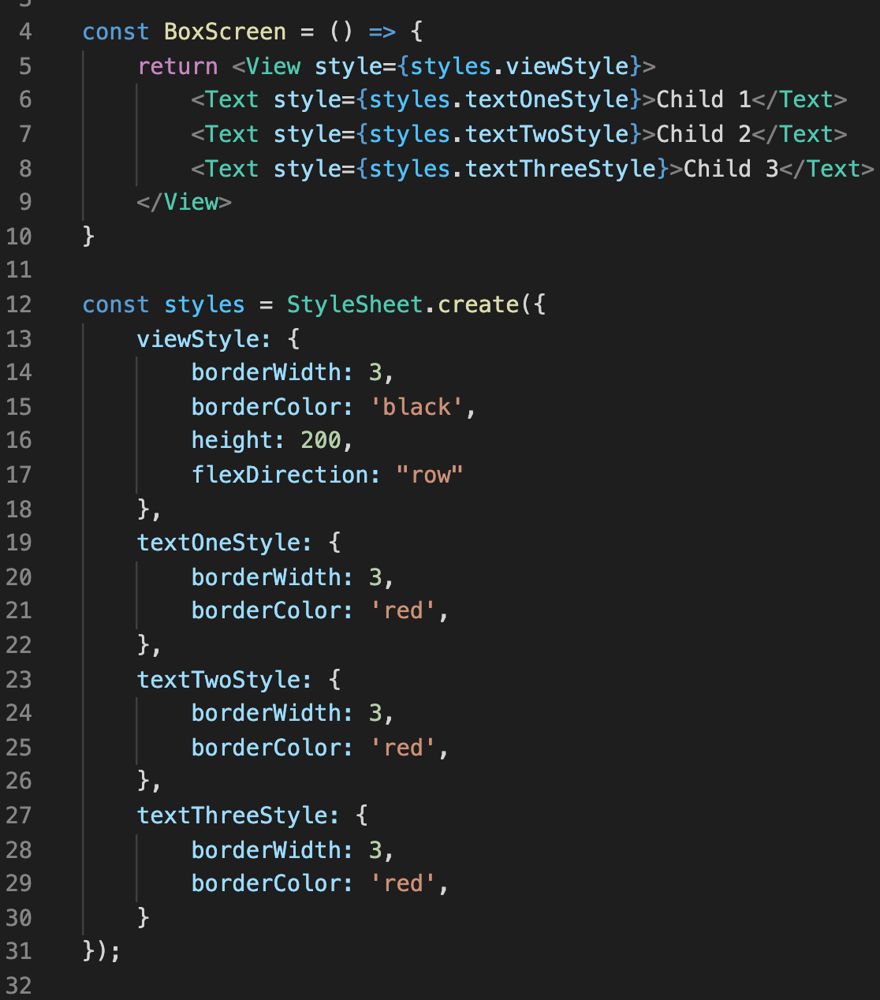 4 const BoxScreen = () => {
5 return <View style={styles.viewStyle}>
6 <Text style={styles.textOneStyle}>Child 1</Text>
7 <Text style={styles.textTwoStyle}>Child 2</Text>
8 <Text style={styles.textThreeStyle}>Child 3</Text>
9 </View>
10 }
11
12 const styles = StyleSheet.create({
13 viewStyle: {
14 borderWidth: 3,
15 borderColor: 'black',
16 height: 200,
17 flexDirection: "row"
18 },
19 textOneStyle: {
20 borderWidth: 3,
21 borderColor: 'red',
22 },
23 textTwoStyle: {
24 borderWidth: 3,
25 borderColor: 'red',
26 },
27 textThreeStyle: {
28 borderWidth: 3,
29 borderColor: 'red',
30 }
31 });
32